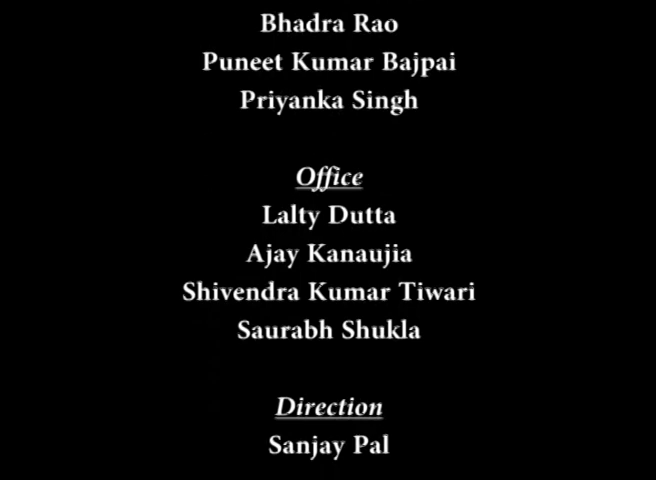 Bhadra Rao
Puneet Kumar Bajpai
Priyanka Singh
Office
Lalty Dutta
Ajay Kanaujia
Shivendra Kumar Tiwari
Saurabh Shukla
Direction
Sanjay Pal